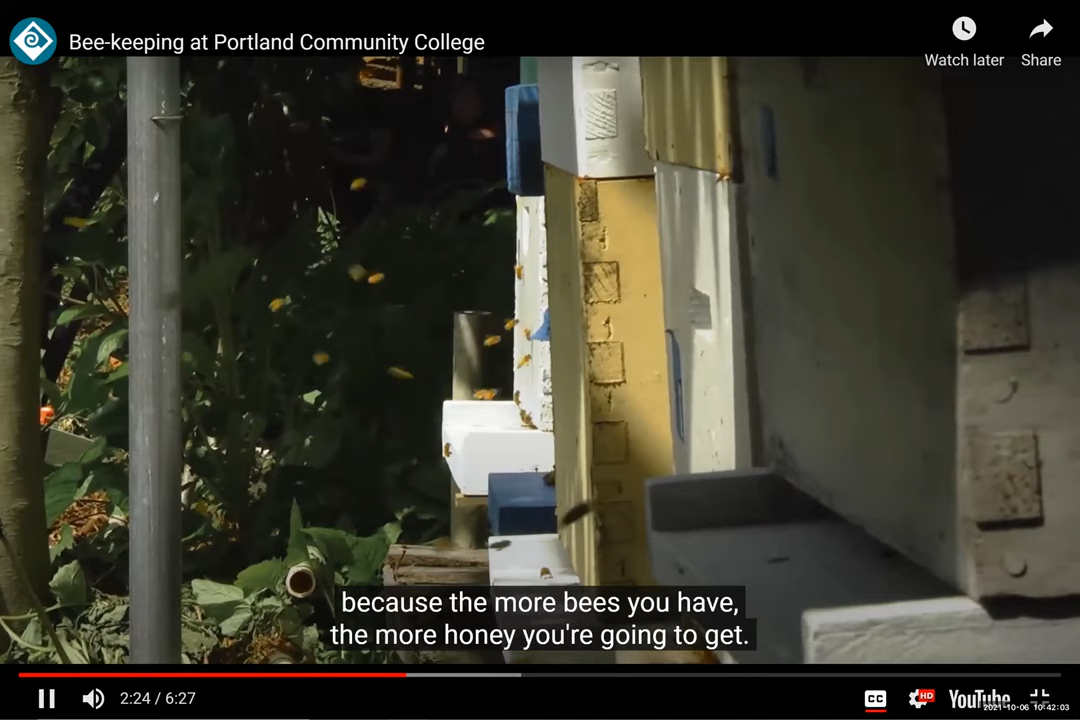 Bee-keeping at Portland Community College
Watch later
Share
because the more bees you have,
the more honey you're going to get.
2:24 / 6:27
CC
HD
YouTube
2021-10-06 10:42:03